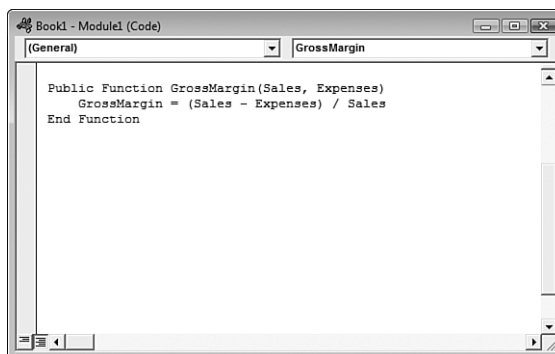 Book1 - Module1 (Code)
(General)
GrossMargin
Public Function GrossMargin(Sales, Expenses)
    GrossMargin = (Sales - Expenses) / Sales
End Function